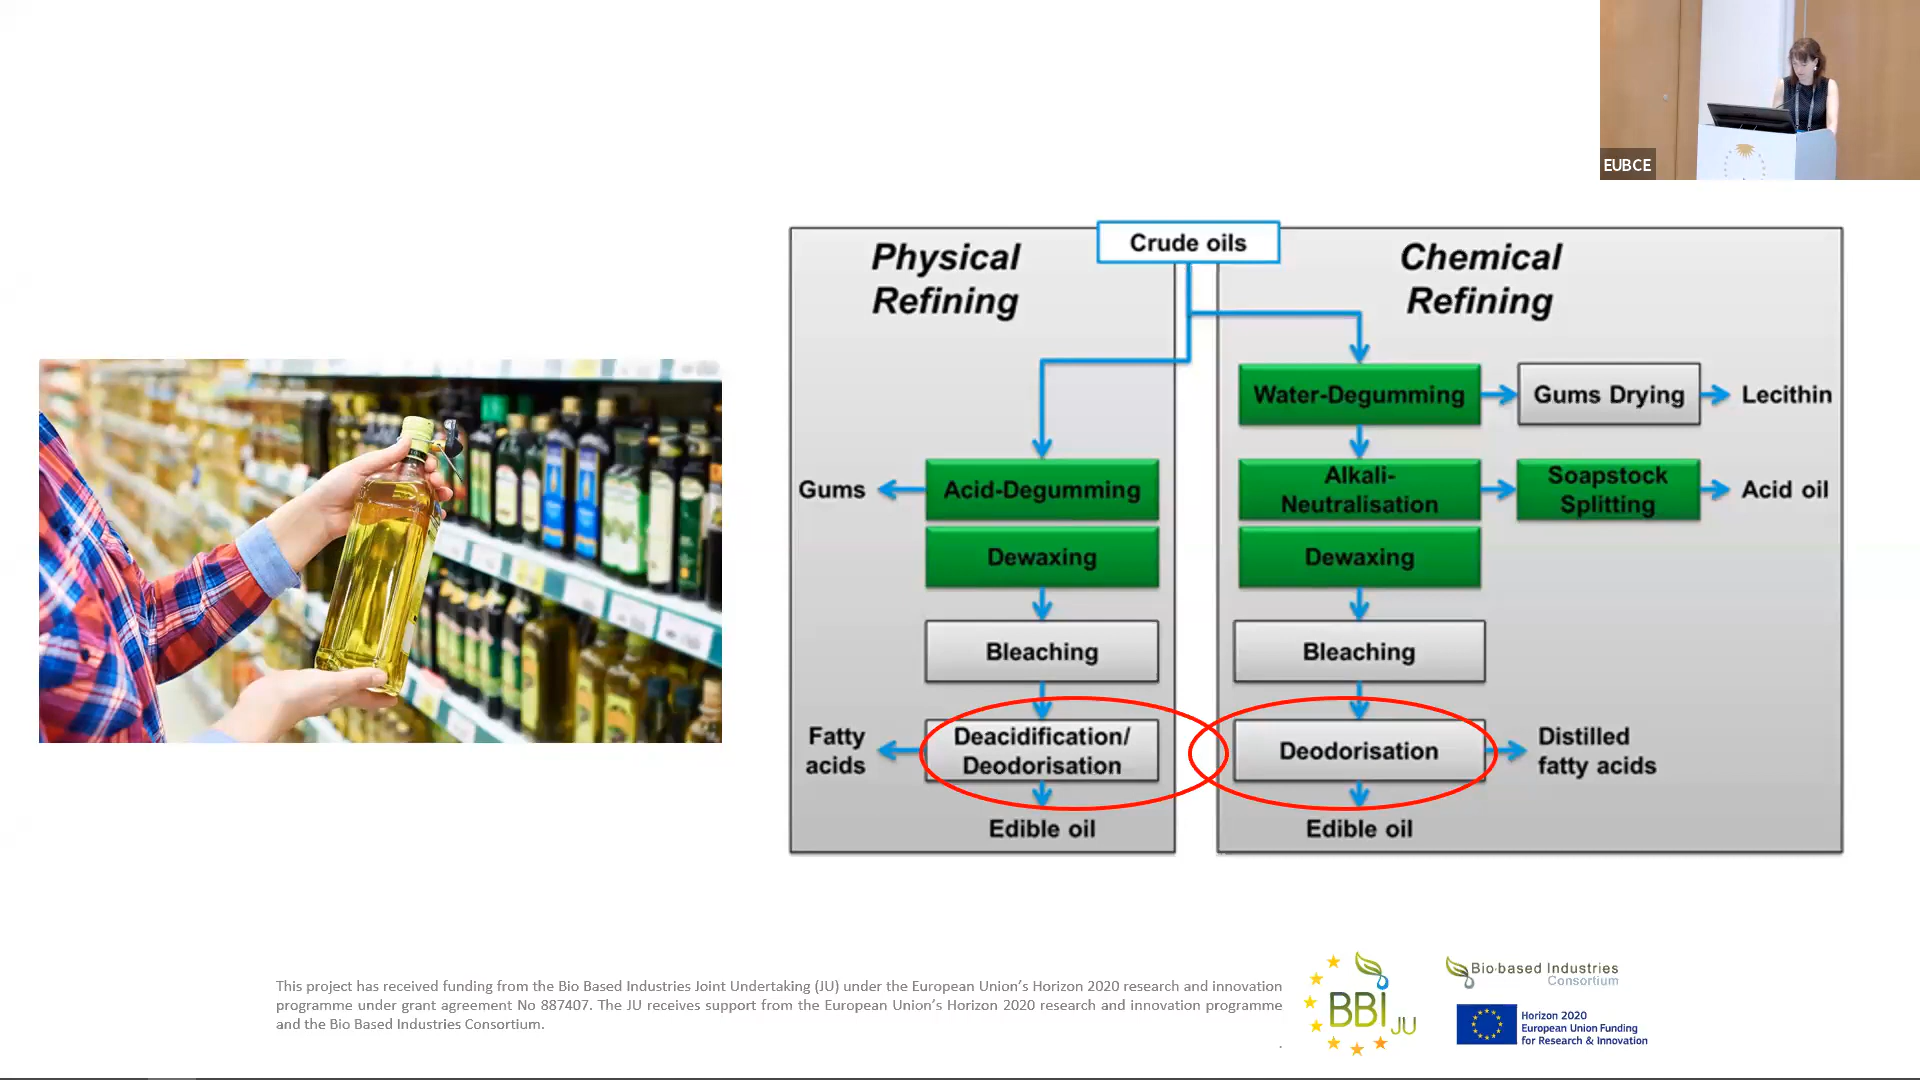 EUBCE
Crude oils
Physical
Refining
Chemical
Refining
Water-Degumming
Gums Drying
Lecithin
Gums
Acid-Degumming
Alkali-
Neutralisation
Soapstock
Splitting
Acid oil
Dewaxing
Dewaxing
Bleaching
Bleaching
Fatty
acids
Deacidification/
Deodorisation
Deodorisation
Distilled
fatty acids
Edible oil
Edible oil
This project has received funding from the Bio Based Industries Joint Undertaking (JU) under the European Union's Horizon 2020 research and innovation
programme under grant agreement No 887407. The JU receives support from the European Union's Horizon 2020 research and innovation programme
and the Bio Based Industries Consortium.
BBI JU
Bio-based Industries
Consortium
Horizon 2020
European Union Funding
for Research & Innovation